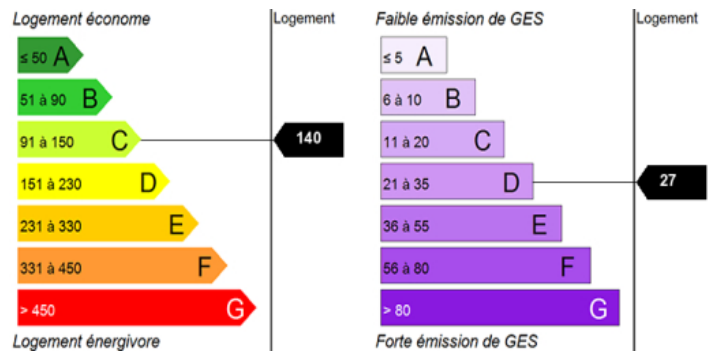 Logement économe
Logement
≤ 50 A
51 à 90 B
91 à 150 C
140
151 à 230 D
231 à 330 E
331 à 450 F
> 450 G
Logement énergivore
Faible émission de GES
Logement
≤ 5 A
6 à 10 B
11 à 20 C
21 à 35 D
27
36 à 55 E
56 à 80 F
> 80 G
Forte émission de GES